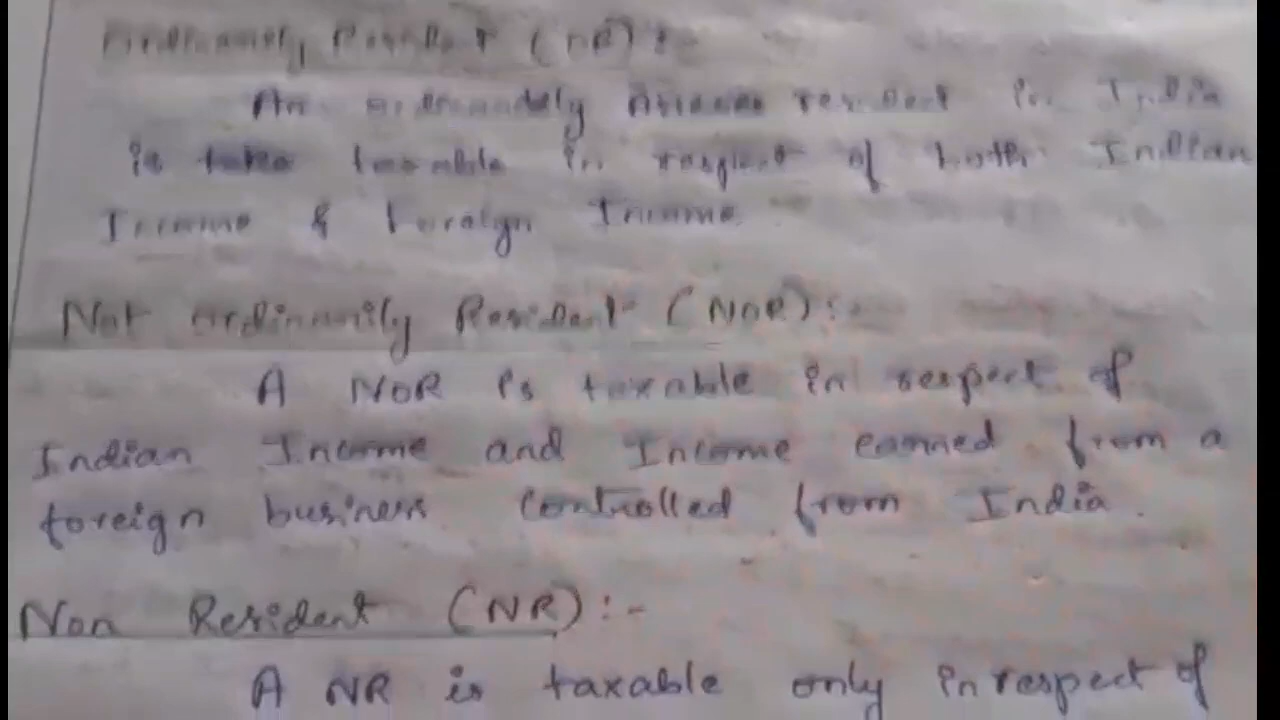 Ordinarily Resident (OR) :-
An ordinarily resident in India
is taxable in respect of both Indian
Income & Foreign Income.
Not ordinarily Resident (NOR) :-
A NOR is taxable in respect of
Indian Income and Income earned from a
foreign business controlled from India.
Non Resident (NR) :-
A NR is taxable only in respect of